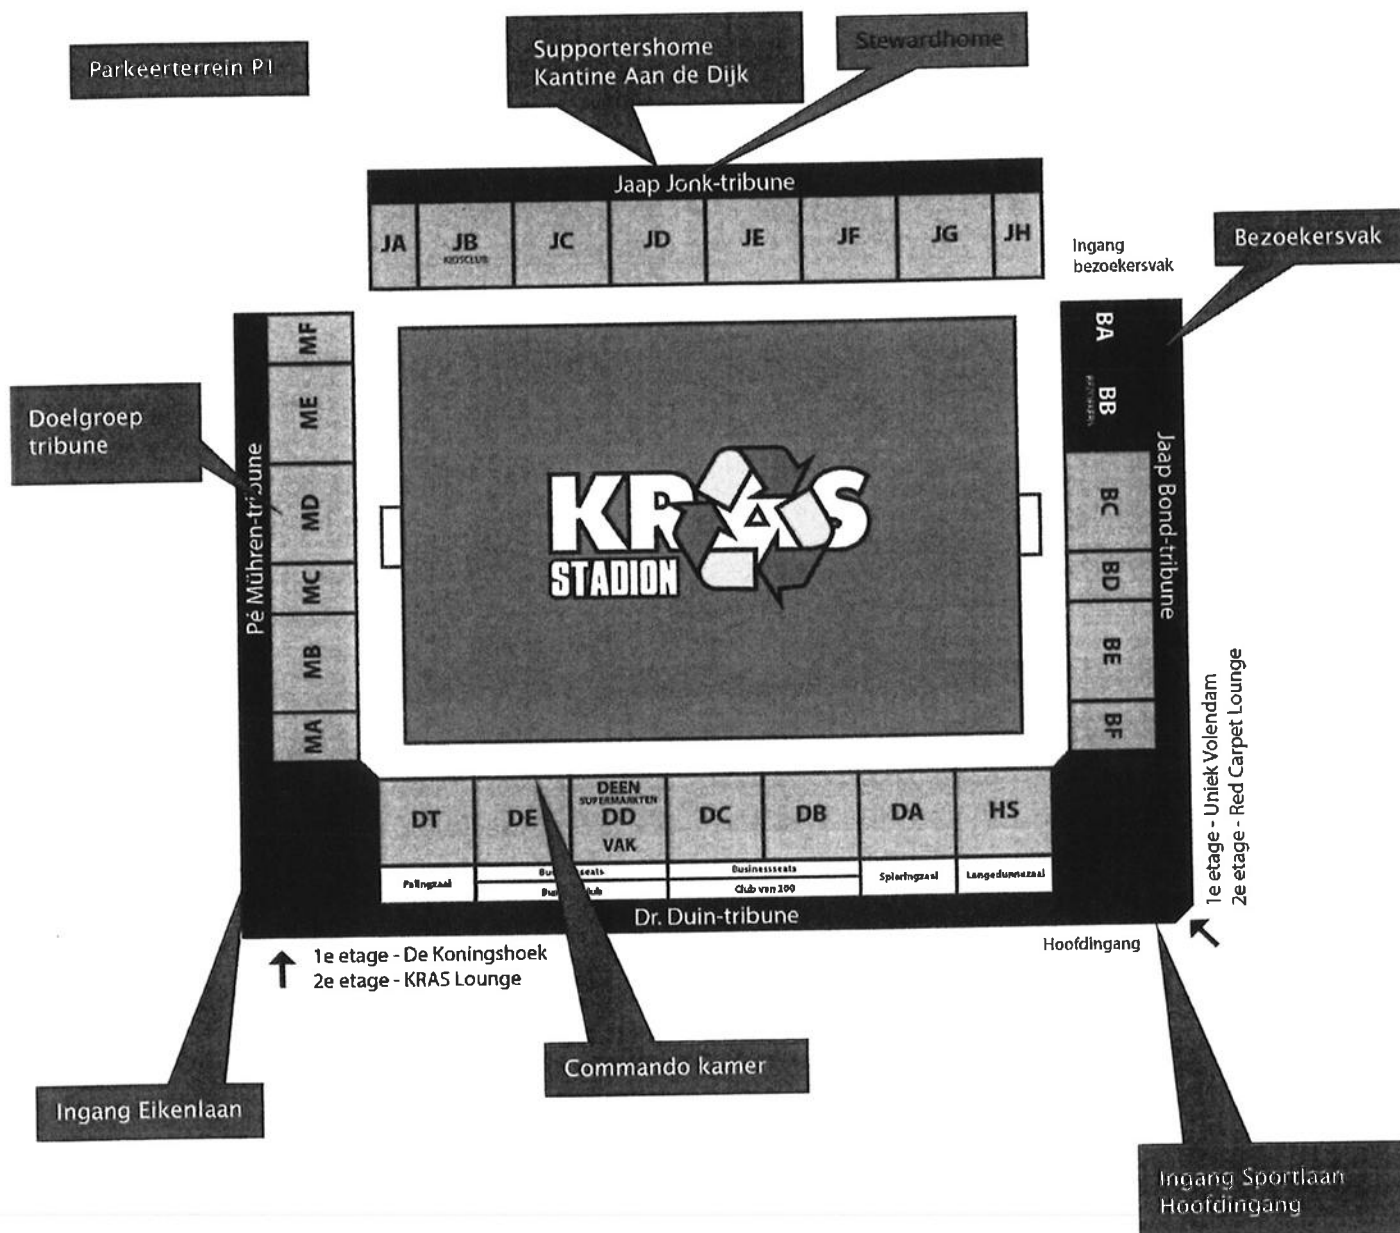 Parkeerterrein P1
Supportershome
Kantine Aan de Dijk
Stewardhome
Jaap Jonk-tribune
JA
JB
KIDSCLUB
JC
JD
JE
JF
JG
JH
Ingang
bezoekersvak
Bezoekersvak
Doelgroep
tribune
Pé Mühren-tribune
MF
ME
MD
MC
MB
MA
KRAS
STADION
BA
BB
BC
BD
BE
BF
Jaap Bond-tribune
1e etage - Uniek Volendam
2e etage - Red Carpet Lounge
DT
DE
DEEN
SUPERMARKTEN
DD
VAK
DC
DB
DA
HS
Palingzaal
Businessseats
Club van 200
Spieringzaal
Langedunnezaal
Dr. Duin-tribune
Hoofdingang
1e etage - De Koningshoek
2e etage - KRAS Lounge
Commando kamer
Ingang Eikenlaan
Ingang Sportlaan
Hoofdingang